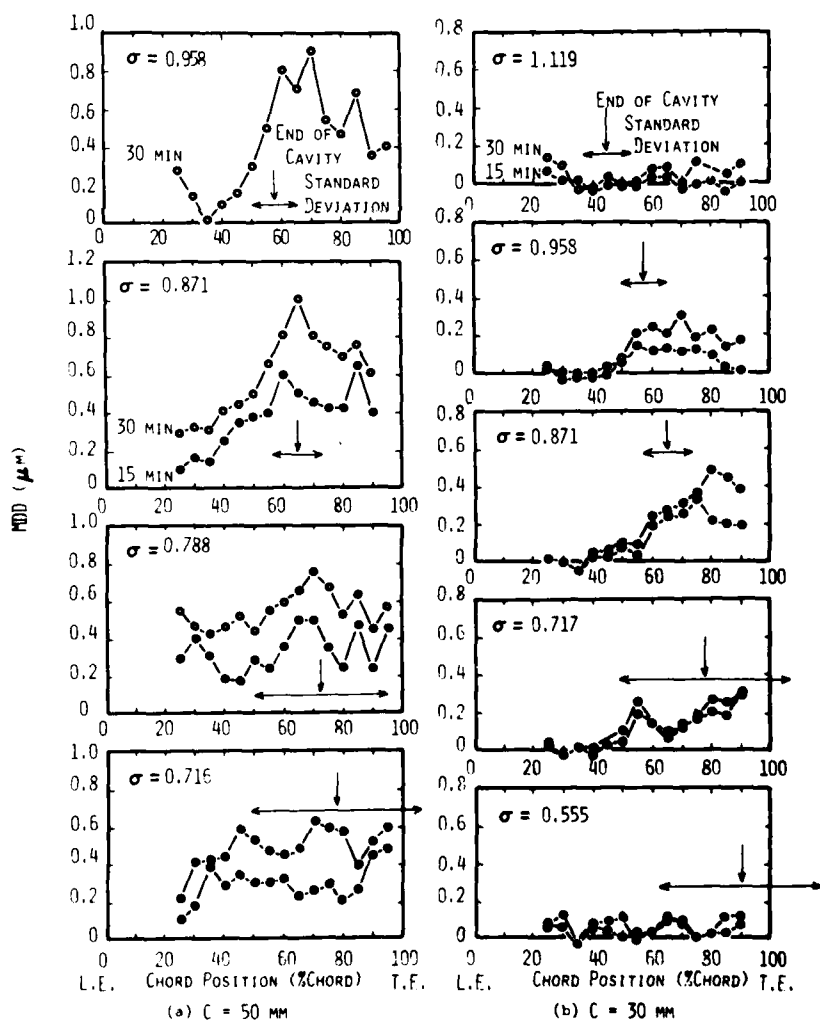 MDD (μM)
1.0
0.8
0.6
0.4
0.2
0
σ = 0.958
30 MIN
END OF
CAVITY
STANDARD
DEVIATION
0 20 40 60 80 100
1.0
0.8
0.6
0.4
0.2
σ = 0.871
30 MIN
15 MIN
0 20 40 60 80 100
1.0
0.8
0.6
0.4
0.2
0
σ = 0.788
0 20 40 60 80 100
1.0
0.8
0.6
0.4
0.2
0
σ = 0.716
0 20 40 60 80 100
L.E. CHORD POSITION (%CHORD) T.E.
(a) C = 50 MM
0.8
0.6
0.4
0.2
0
σ = 1.119
END OF CAVITY
STANDARD
DEVIATION
30 MIN
15 MIN
0 20 40 60 80 100
0.8
0.6
0.4
0.2
0
σ = 0.958
0 20 40 60 80 100
0.8
0.6
0.4
0.2
0
σ = 0.871
0 20 40 60 80 100
0.8
0.6
0.4
0.2
0
σ = 0.717
0 20 40 60 80 100
0.8
0.6
0.4
0.2
0
σ = 0.555
0 20 40 60 80 100
L.E. CHORD POSITION (%CHORD) T.E.
(b) C = 30 MM